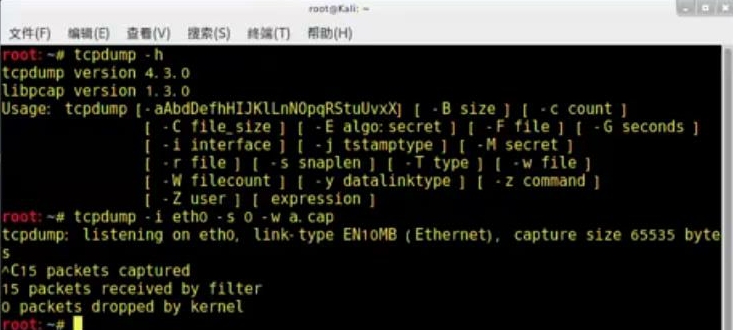 root@Kali: ~
文件(F) 编辑(E) 查看(V) 搜索(S) 终端(T) 帮助(H)
root:~# tcpdump -h
tcpdump version 4.3.0
libpcap version 1.3.0
Usage: tcpdump [-aAbdDefhHIJKlLnNOpqRStuUvxX] [ -B size ] [ -c count ]
[ -C file_size ] [ -E algo:secret ] [ -F file ] [ -G seconds ]
[ -i interface ] [ -j tstamptype ] [ -M secret ]
[ -r file ] [ -s snaplen ] [ -T type ] [ -w file ]
[ -W filecount ] [ -y datalinktype ] [ -z command ]
[ -Z user ] [ expression ]
root:~# tcpdump -i eth0 -s 0 -w a.cap
tcpdump: listening on eth0, link-type EN10MB (Ethernet), capture size 65535 byte
s
^C15 packets captured
15 packets received by filter
0 packets dropped by kernel
root:~#